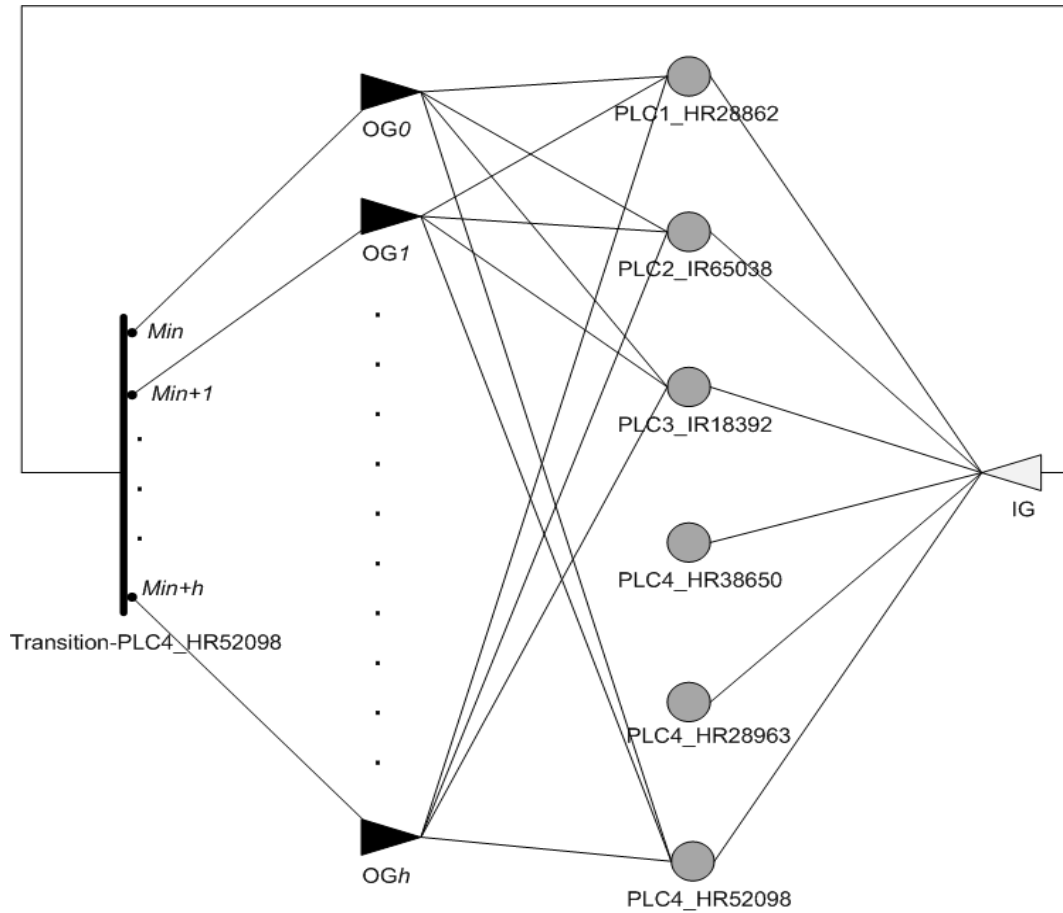 PLC1_HR28862
OG0
PLC2_IR65038
OG1
Min
Min+1
PLC3_IR18392
IG
PLC4_HR38650
Min+h
Transition-PLC4_HR52098
PLC4_HR28963
OGh
PLC4_HR52098